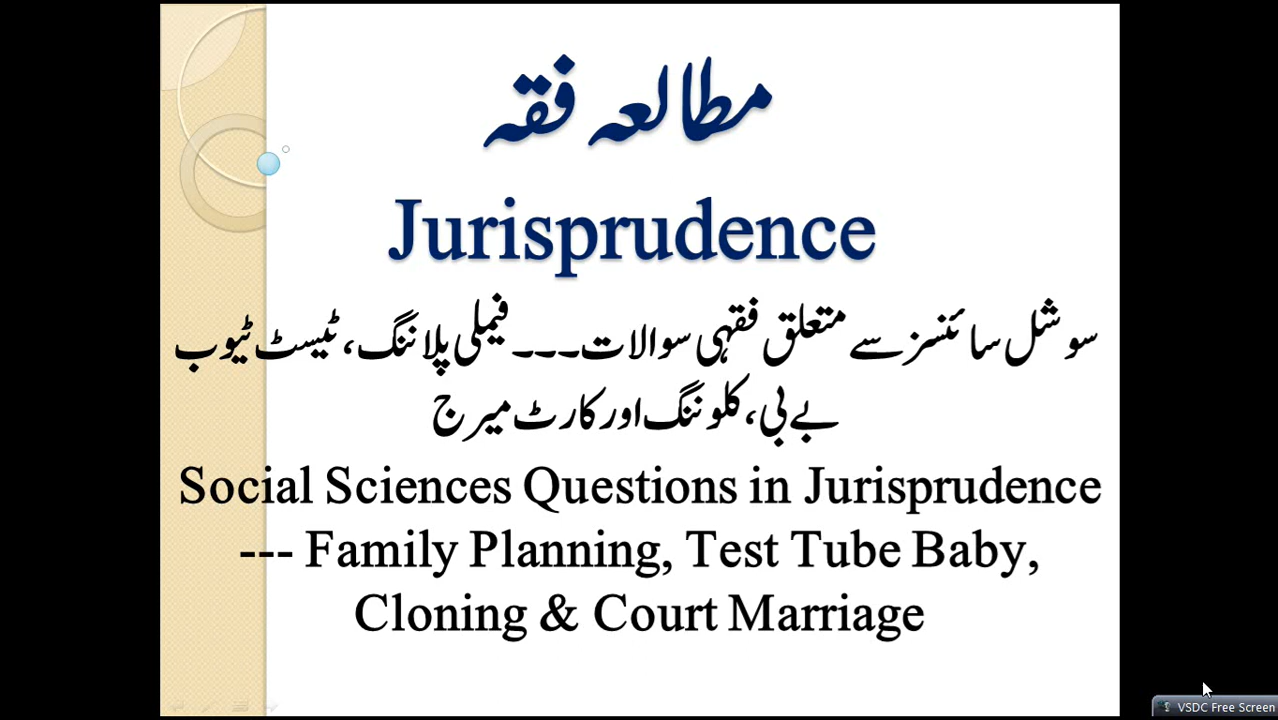 مطالعہ فقہ
Jurisprudence
سوشل سائنسز سے متعلق فقہی سوالات۔۔۔ فیملی پلاننگ، ٹیسٹ ٹیوب
بے بی، کلوننگ اور کارٹ میرج
Social Sciences Questions in Jurisprudence
--- Family Planning, Test Tube Baby,
Cloning & Court Marriage
VSDC Free Screen